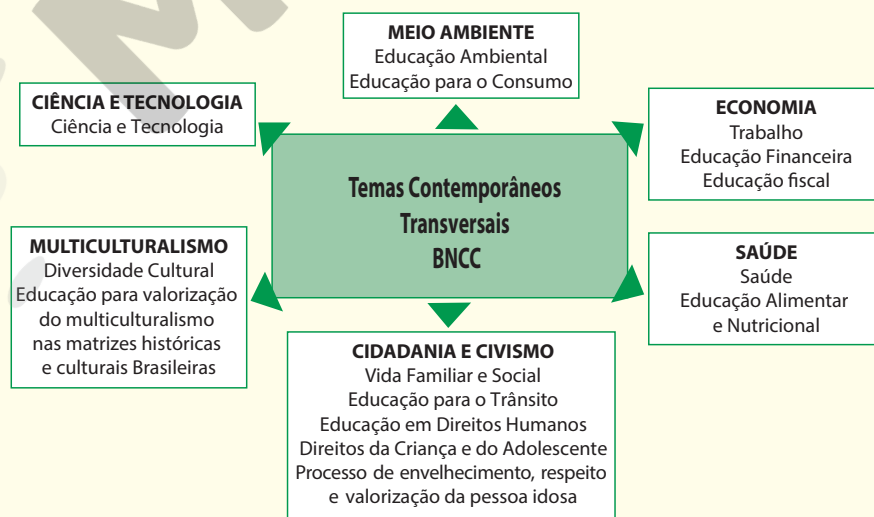 MEIO AMBIENTE
Educação Ambiental
Educação para o Consumo
CIÊNCIA E TECNOLOGIA
Ciência e Tecnologia
ECONOMIA
Trabalho
Educação Financeira
Educação fiscal
Temas Contemporâneos
Transversais
BNCC
MULTICULTURALISMO
Diversidade Cultural
Educação para valorização
do multiculturalismo
nas matrizes históricas
e culturais Brasileiras
SAÚDE
Saúde
Educação Alimentar
e Nutricional
CIDADANIA E CIVISMO
Vida Familiar e Social
Educação para o Trânsito
Educação em Direitos Humanos
Direitos da Criança e do Adolescente
Processo de envelhecimento, respeito
e valorização da pessoa idosa